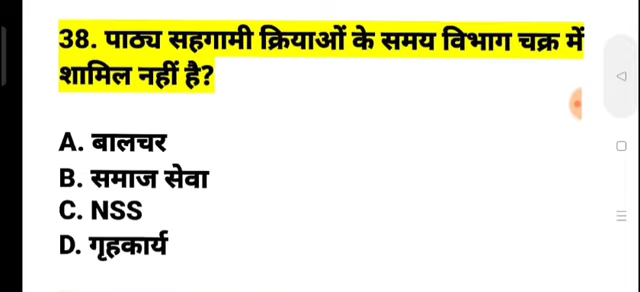 38. पाठ्य सहगामी क्रियाओं के समय विभाग चक्र में
शामिल नहीं है?
A. बालचर
B. समाज सेवा
C. NSS
D. गृहकार्य